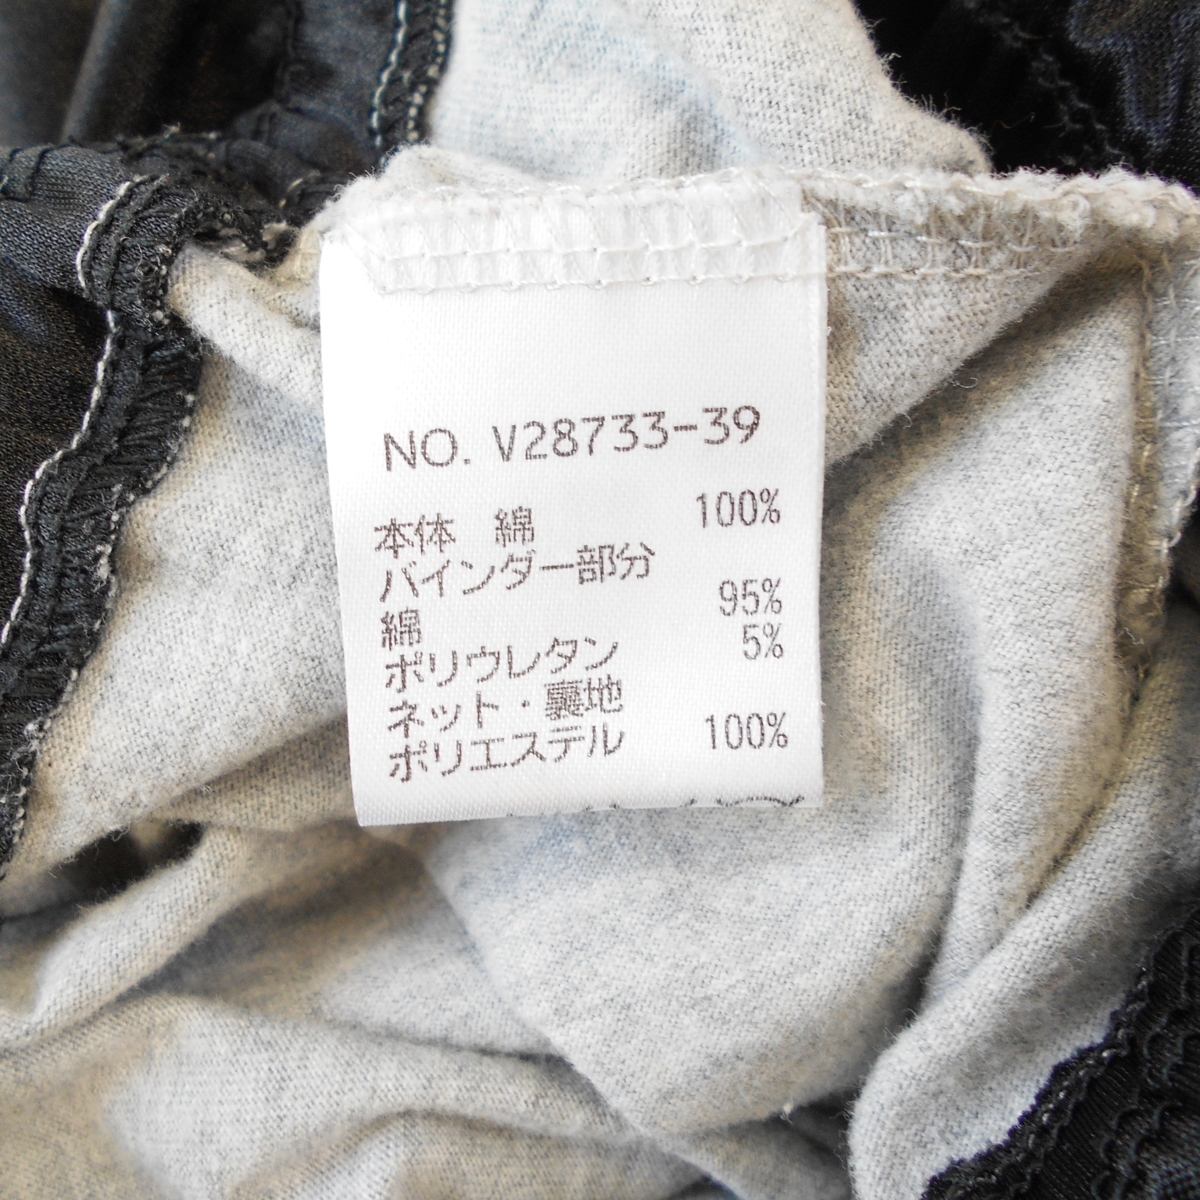 NO. V28733-39
本体 綿 100%
バインダー部分
綿 95%
ポリウレタン 5%
ネット・裏地
ポリエステル 100%